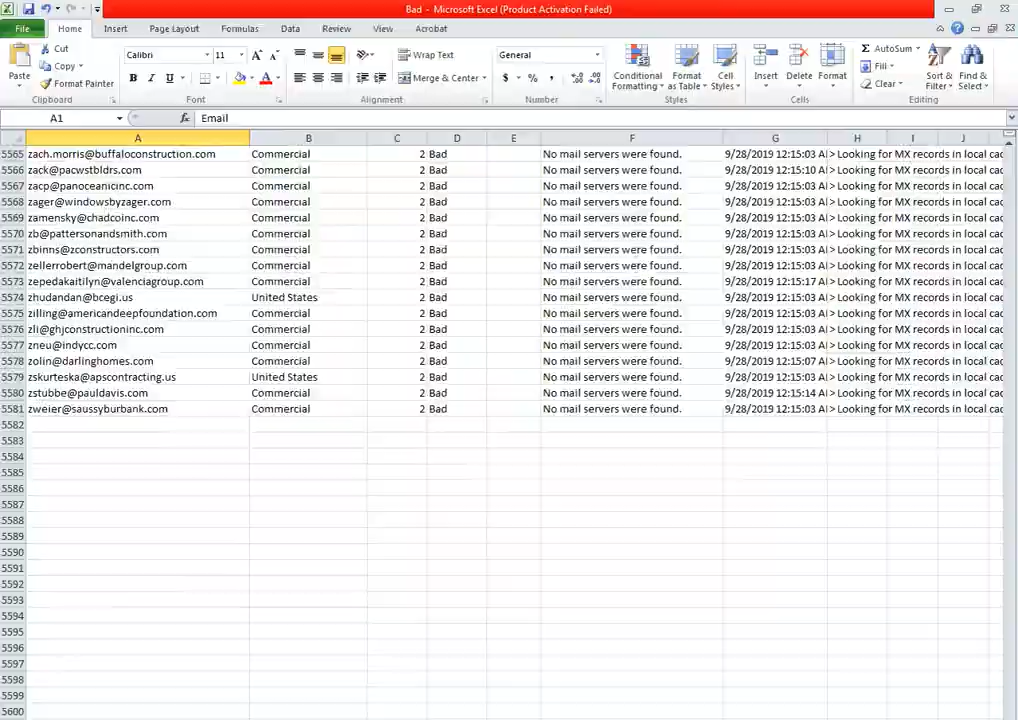 Bad - Microsoft Excel (Product Activation Failed)
File Home Insert Page Layout Formulas Data Review View Acrobat
Paste Cut Copy Format Painter Clipboard
Calibri 11 B I U A Font
Wrap Text Merge & Center Alignment
General $ % , Number
Conditional Formatting Format as Table Cell Styles Styles
Insert Delete Format Cells
AutoSum Fill Clear Sort & Filter Find & Select Editing
A1 fx Email
A B C D E F G H I J
5565 zach.morris@buffaloconstruction.com Commercial 2 Bad No mail servers were found. 9/28/2019 12:15:03 A > Looking for MX records in local cac
5566 zack@pacwstbldrs.com Commercial 2 Bad No mail servers were found. 9/28/2019 12:15:10 A > Looking for MX records in local cac
5567 zacp@panoceanicinc.com Commercial 2 Bad No mail servers were found. 9/28/2019 12:15:03 A > Looking for MX records in local cac
5568 zager@windowsbyzager.com Commercial 2 Bad No mail servers were found. 9/28/2019 12:15:03 A > Looking for MX records in local cac
5569 zamensky@chadcoinc.com Commercial 2 Bad No mail servers were found. 9/28/2019 12:15:03 A > Looking for MX records in local cac
5570 zb@pattersonandsmith.com Commercial 2 Bad No mail servers were found. 9/28/2019 12:15:03 A > Looking for MX records in local cac
5571 zbinns@zconstructors.com Commercial 2 Bad No mail servers were found. 9/28/2019 12:15:03 A > Looking for MX records in local cac
5572 zellerrobert@mandelgroup.com Commercial 2 Bad No mail servers were found. 9/28/2019 12:15:03 A > Looking for MX records in local cac
5573 zepedakaitilyn@valenciagroup.com Commercial 2 Bad No mail servers were found. 9/28/2019 12:15:17 A > Looking for MX records in local cac
5574 zhudandan@bcegi.us United States 2 Bad No mail servers were found. 9/28/2019 12:15:03 A > Looking for MX records in local cac
5575 zilling@americandeepfoundation.com Commercial 2 Bad No mail servers were found. 9/28/2019 12:15:03 A > Looking for MX records in local cac
5576 zli@ghjconstructioninc.com Commercial 2 Bad No mail servers were found. 9/28/2019 12:15:03 A > Looking for MX records in local cac
5577 zneu@indycc.com Commercial 2 Bad No mail servers were found. 9/28/2019 12:15:03 A > Looking for MX records in local cac
5578 zolin@darlinghomes.com Commercial 2 Bad No mail servers were found. 9/28/2019 12:15:07 A > Looking for MX records in local cac
5579 zskurteska@apscontracting.us United States 2 Bad No mail servers were found. 9/28/2019 12:15:03 A > Looking for MX records in local cac
5580 zstubbe@pauldavis.com Commercial 2 Bad No mail servers were found. 9/28/2019 12:15:14 A > Looking for MX records in local cac
5581 zweier@saussyburbank.com Commercial 2 Bad No mail servers were found. 9/28/2019 12:15:03 A > Looking for MX records in local cac
5582
5583
5584
5585
5586
5587
5588
5589
5590
5591
5592
5593
5594
5595
5596
5597
5598
5599
5600